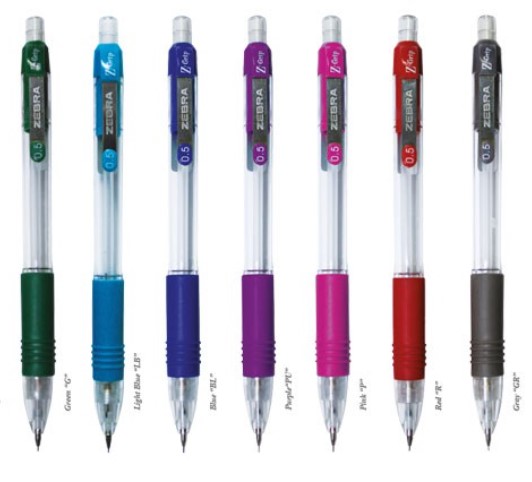 Z Grip
ZEBRA
0.5
Green "G"
Z Grip
ZEBRA
0.5
Light Blue "LB"
Z Grip
ZEBRA
0.5
Blue "BL"
Z Grip
ZEBRA
0.5
Purple "PU"
Z Grip
ZEBRA
0.5
Pink "P"
Z Grip
ZEBRA
0.5
Red "R"
Z Grip
ZEBRA
0.5
Grey "GR"